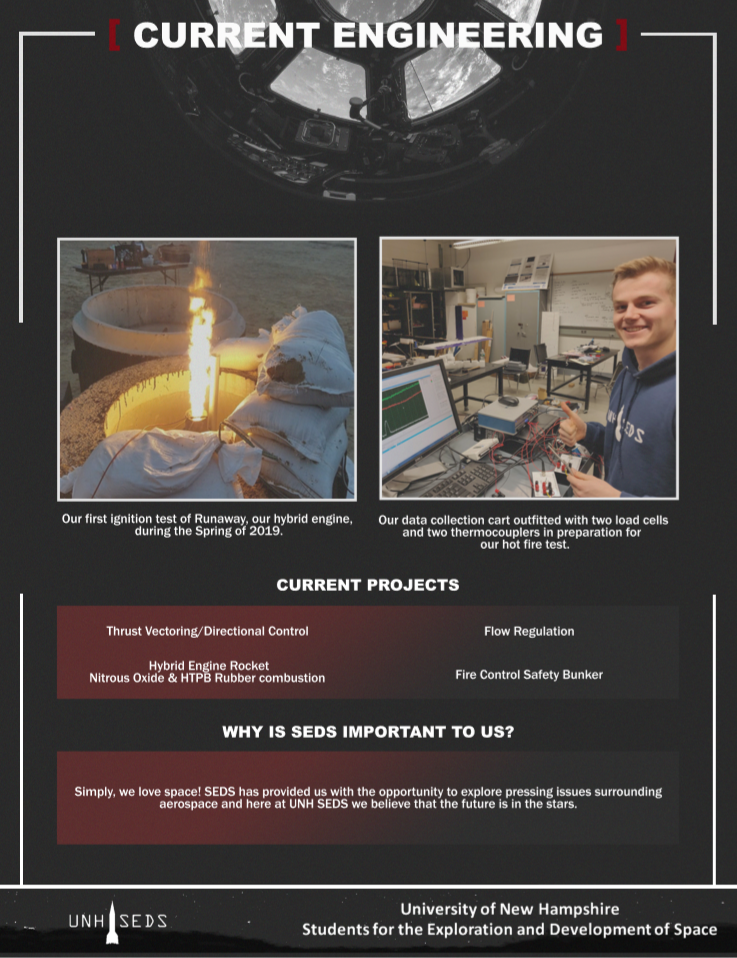 [ CURRENT ENGINEERING ]
Our first ignition test of Runaway, our hybrid engine,
during the Spring of 2019.
Our data collection cart outfitted with two load cells
and two thermocouplers in preparation for
our hot fire test.
CURRENT PROJECTS
Thrust Vectoring/Directional Control
Flow Regulation
Hybrid Engine Rocket
Nitrous Oxide & HTPB Rubber combustion
Fire Control Safety Bunker
WHY IS SEDS IMPORTANT TO US?
Simply, we love space! SEDS has provided us with the opportunity to explore pressing issues surrounding
aerospace and here at UNH SEDS we believe that the future is in the stars.
UNH SEDS
University of New Hampshire
Students for the Exploration and Development of Space